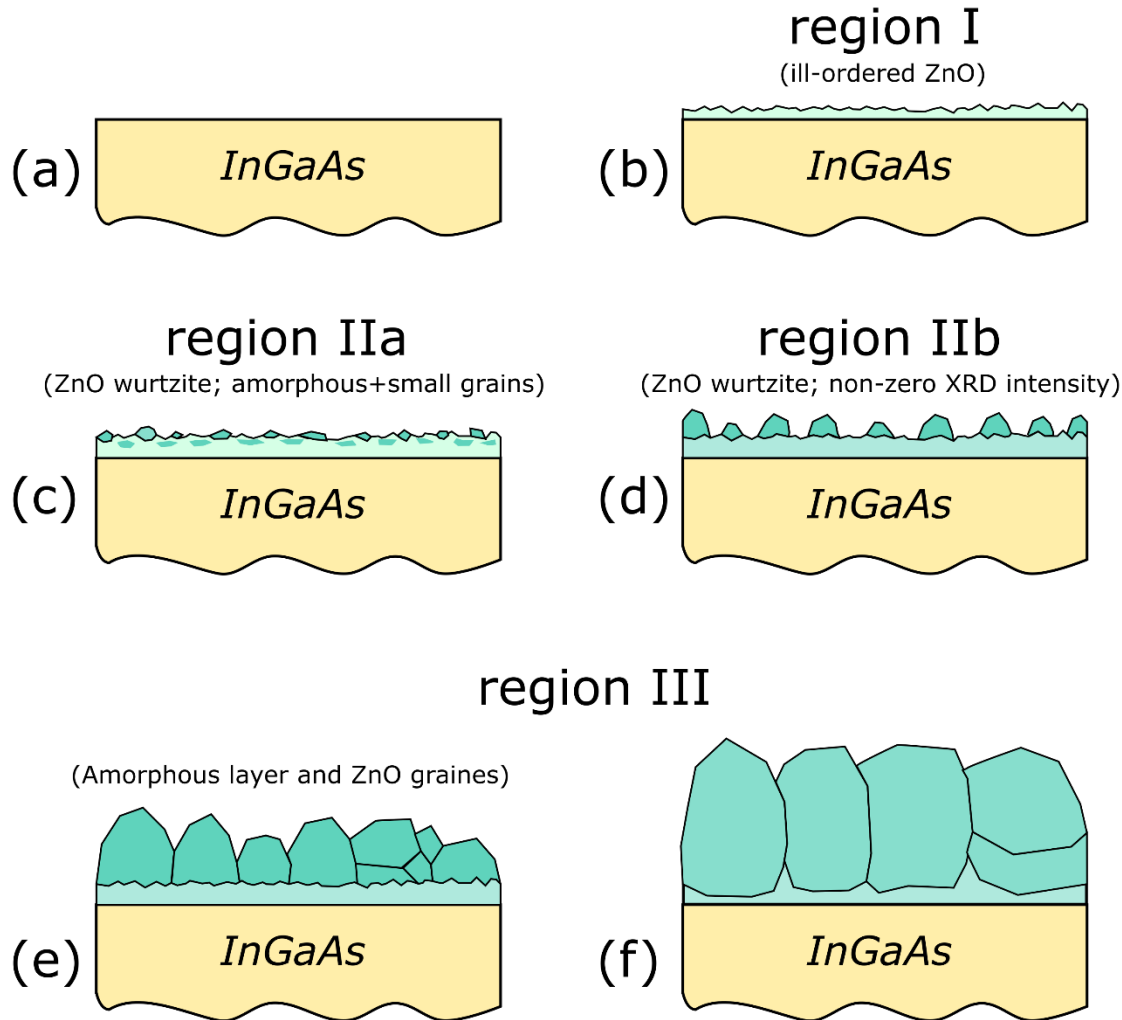 region I
(ill-ordered ZnO)
(a)
InGaAs
(b)
InGaAs
region IIa
(ZnO wurtzite; amorphous+small grains)
region IIb
(ZnO wurtzite; non-zero XRD intensity)
(c)
InGaAs
(d)
InGaAs
region III
(Amorphous layer and ZnO graines)
(e)
InGaAs
(f)
InGaAs